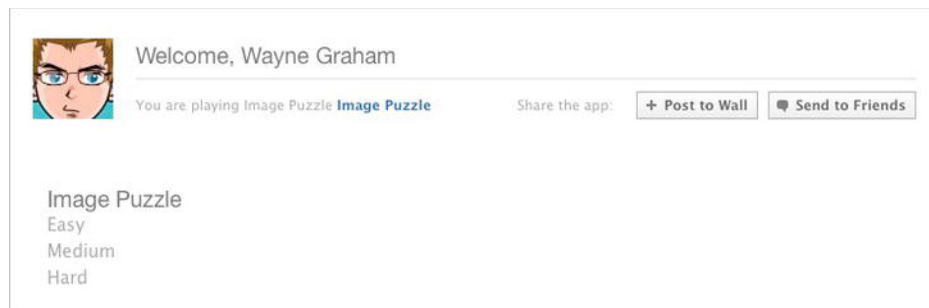 Welcome, Wayne Graham
You are playing Image Puzzle Image Puzzle
Share the app: + Post to Wall Send to Friends
Image Puzzle
Easy
Medium
Hard